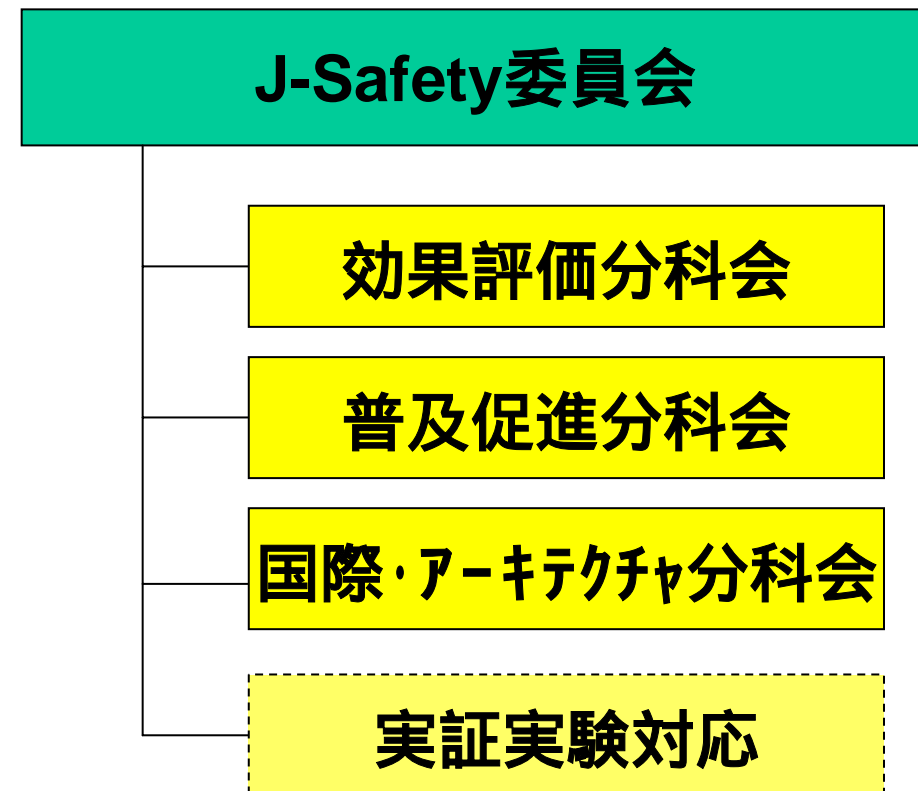 J-Safety委員会
効果評価分科会
普及促進分科会
国際・ｱｰｷﾃｸﾁｬ分科会
実証実験対応